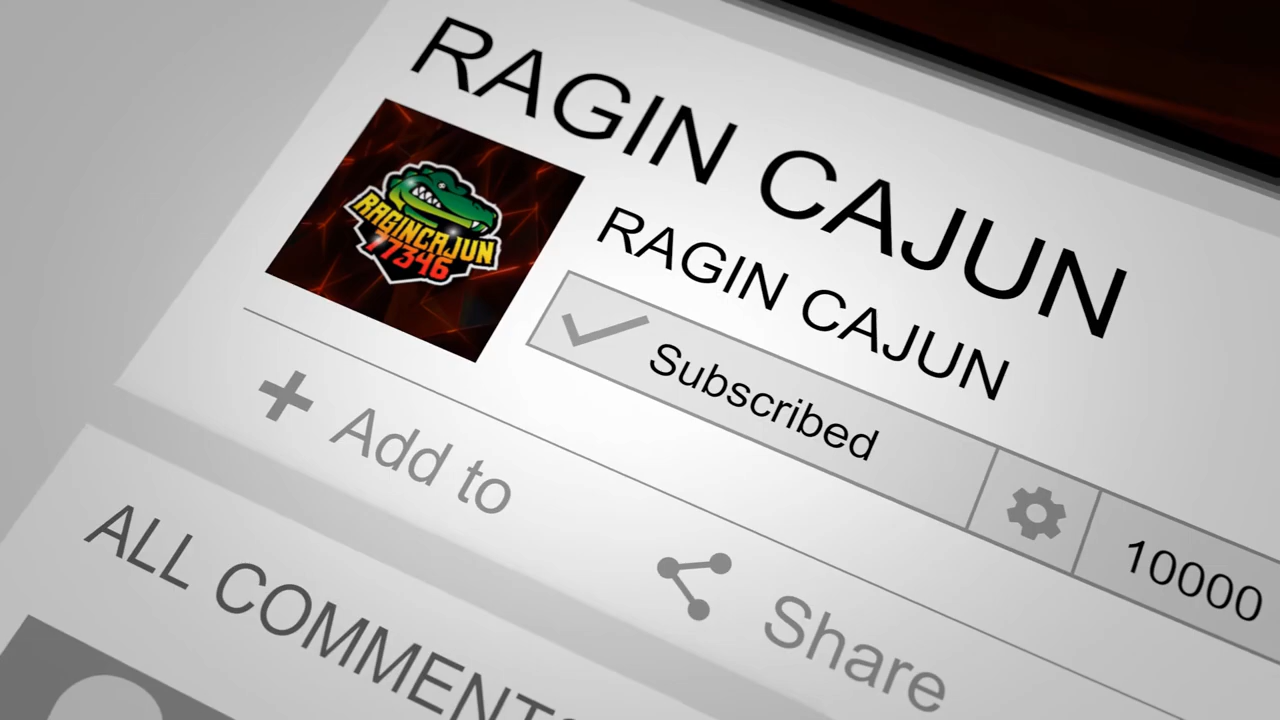 RAGIN CAJUN
RAGINCAJUN
77346
RAGIN CAJUN
Subscribed
10000
Add to
Share
ALL COMMENTS